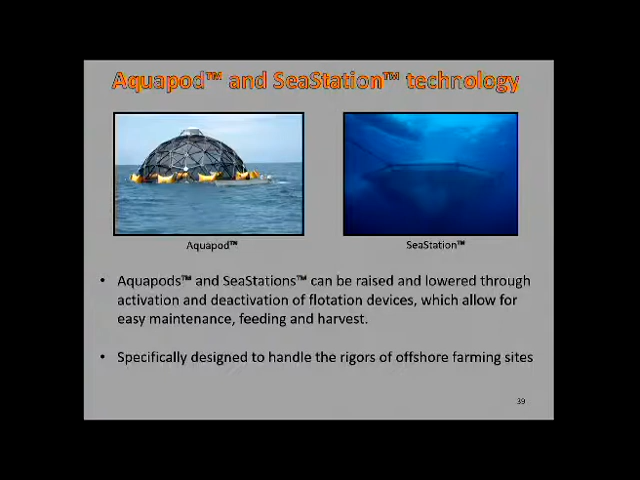 Aquapod™ and SeaStation™ technology
Aquapod™
SeaStation™
• Aquapods™ and SeaStations™ can be raised and lowered through
activation and deactivation of flotation devices, which allow for
easy maintenance, feeding and harvest.
• Specifically designed to handle the rigors of offshore farming sites
39